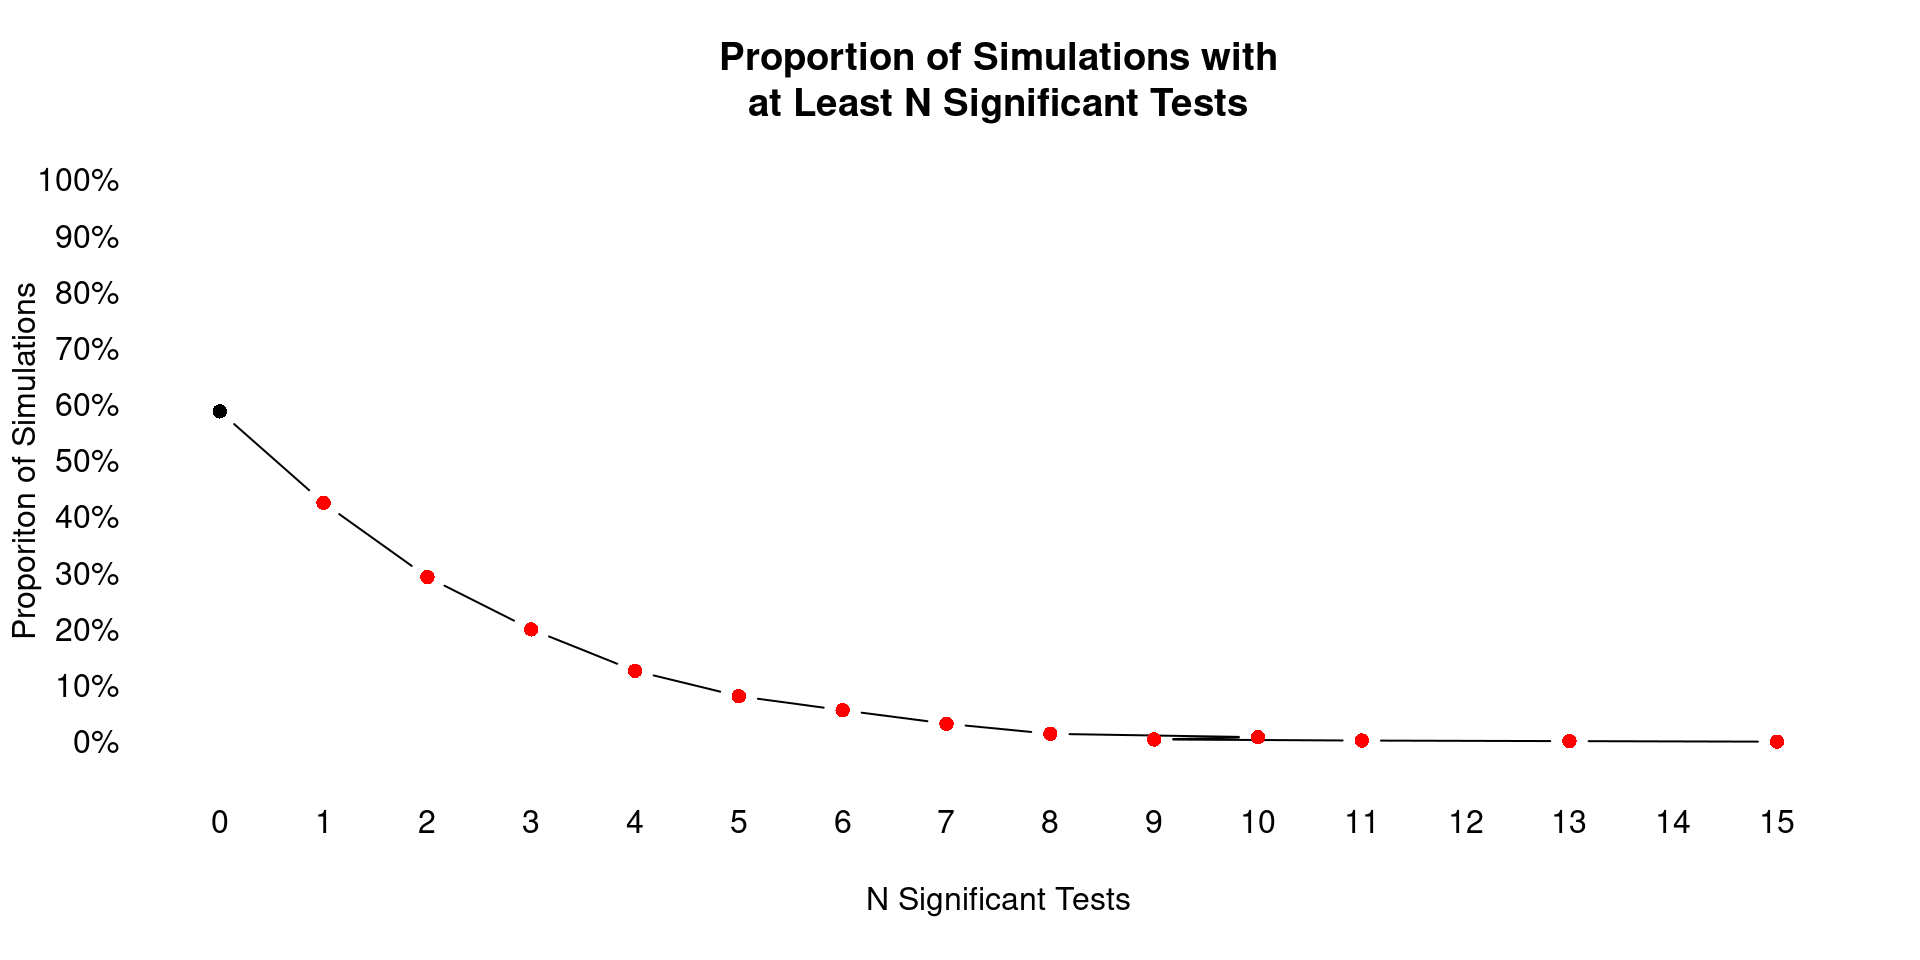 Proportion of Simulations with
at Least N Significant Tests
Proporiton of Simulations
100%
90%
80%
70%
60%
50%
40%
30%
20%
10%
0%
0 1 2 3 4 5 6 7 8 9 10 11 12 13 14 15
N Significant Tests